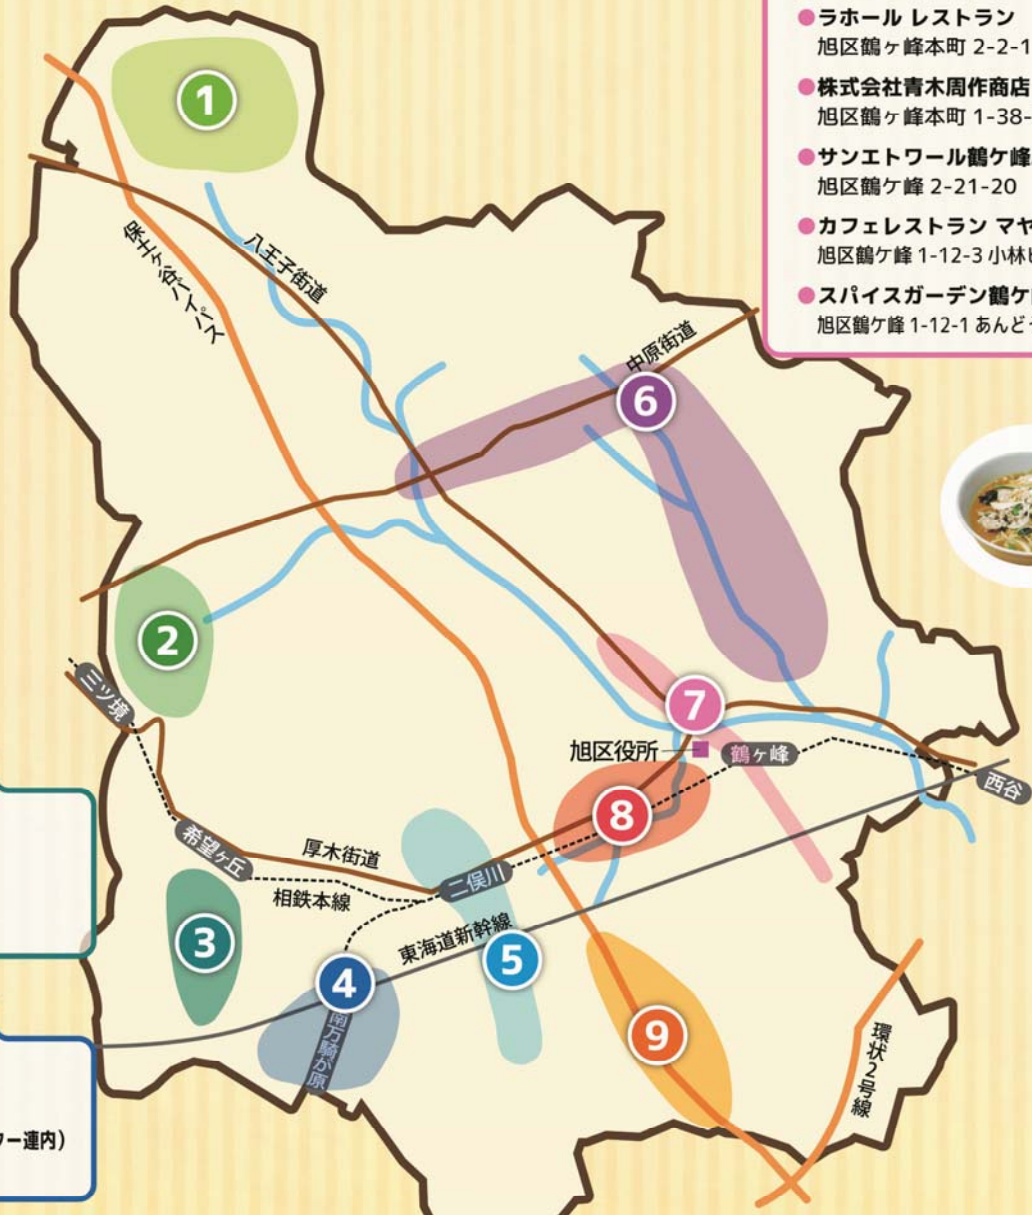 ●ラホール レストラン
旭区鶴ヶ峰本町 2-2-1
●株式会社青木周作商店
旭区鶴ヶ峰本町 1-38-
●サンエトワール鶴ケ峰
旭区鶴ケ峰 2-21-20
●カフェレストラン マヤ
旭区鶴ケ峰 1-12-3 小林
●スパイスガーデン鶴ケ
旭区鶴ケ峰 1-12-1 あんど
1
保土ヶ谷バイパス
八王子街道
中原街道
6
2
三ツ境
7
旭区役所
鶴ヶ峰
西谷
8
希望ヶ丘
厚木街道
相鉄本線
二俣川
3
東海道新幹線
4
5
南万騎が原
9
環状2号線
ター連内）